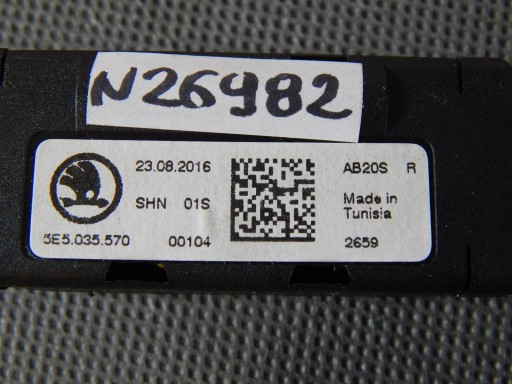 N26982
23.08.2016 AB20S R
SHN 01S Made in
Tunisia
5E5.035.570 00104 2659